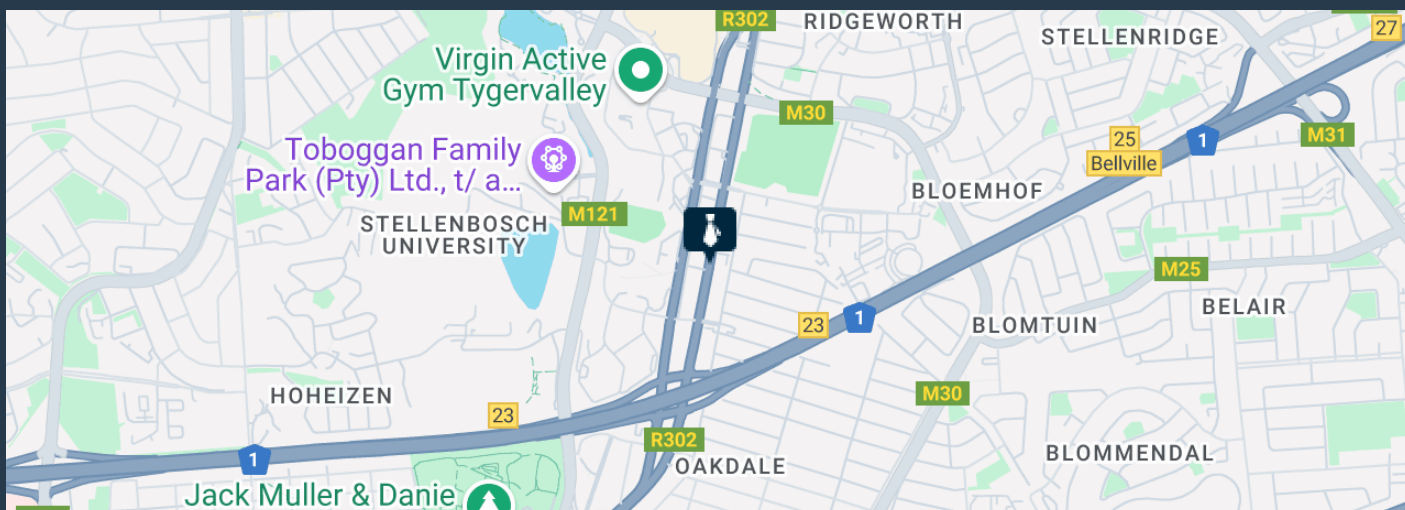 R302
RIDGEWORTH
STELLENRIDGE
27
Virgin Active
Gym Tygervalley
M30
25
Bellville
1
M31
Toboggan Family
Park (Pty) Ltd., t/ a...
BLOEMHOF
STELLENBOSCH
UNIVERSITY
M121
M25
BELAIR
23
1
BLOMTUIN
HOHEIZEN
M30
23
R302
1
OAKDALE
BLOMMENDAL
Jack Muller & Danie